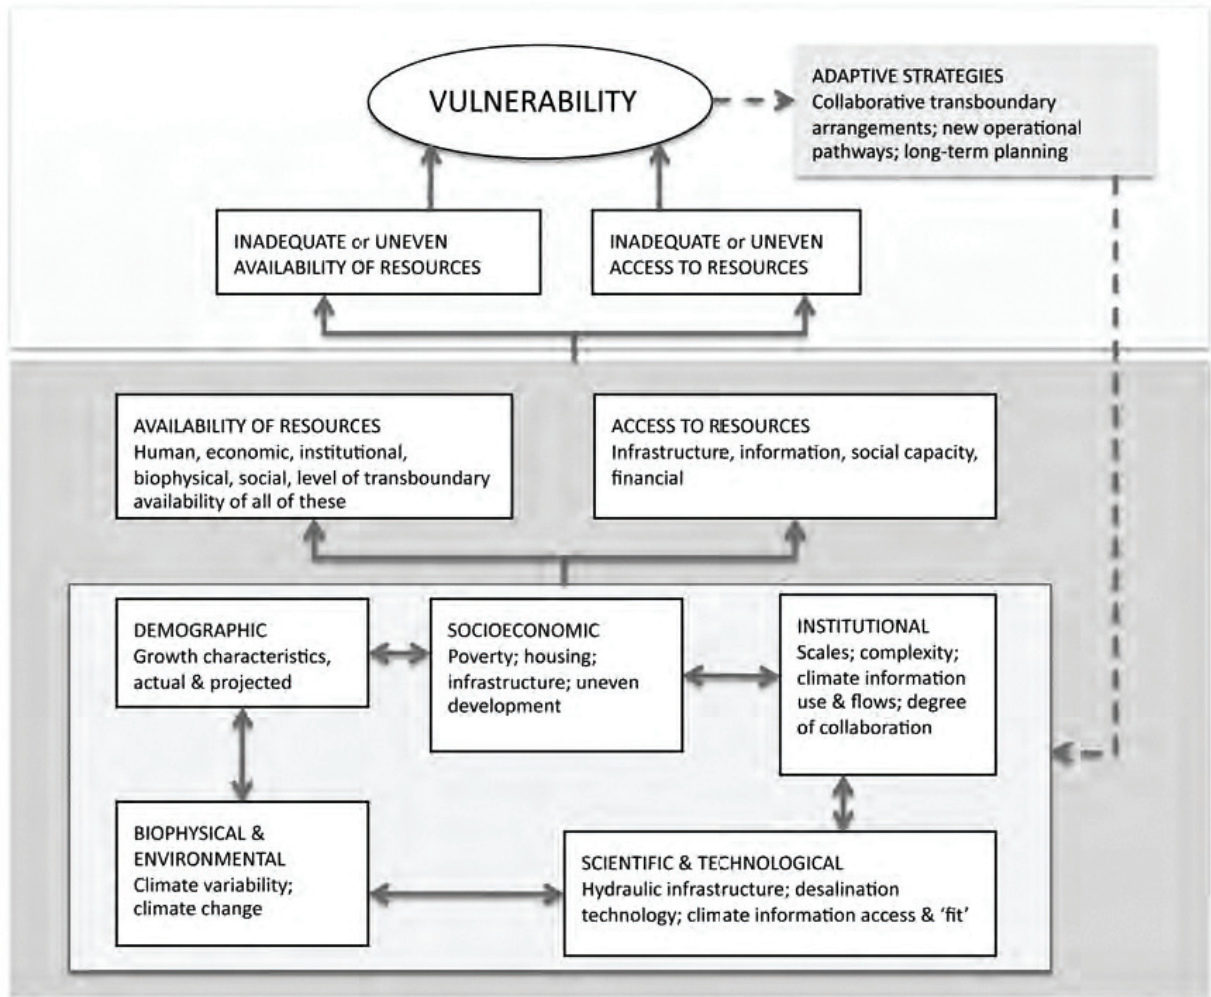 VULNERABILITY
ADAPTIVE STRATEGIES
Collaborative transboundary
arrangements; new operational
pathways; long-term planning
INADEQUATE or UNEVEN
AVAILABILITY OF RESOURCES
INADEQUATE or UNEVEN
ACCESS TO RESOURCES
AVAILABILITY OF RESOURCES
Human, economic, institutional,
biophysical, social, level of transboundary
availability of all of these
ACCESS TO RESOURCES
Infrastructure, information, social capacity,
financial
DEMOGRAPHIC
Growth characteristics,
actual & projected
SOCIOECONOMIC
Poverty; housing;
infrastructure; uneven
development
INSTITUTIONAL
Scales; complexity;
climate information
use & flows; degree
of collaboration
BIOPHYSICAL &
ENVIRONMENTAL
Climate variability;
climate change
SCIENTIFIC & TECHNOLOGICAL
Hydraulic infrastructure; desalination
technology; climate information access & ‘fit’